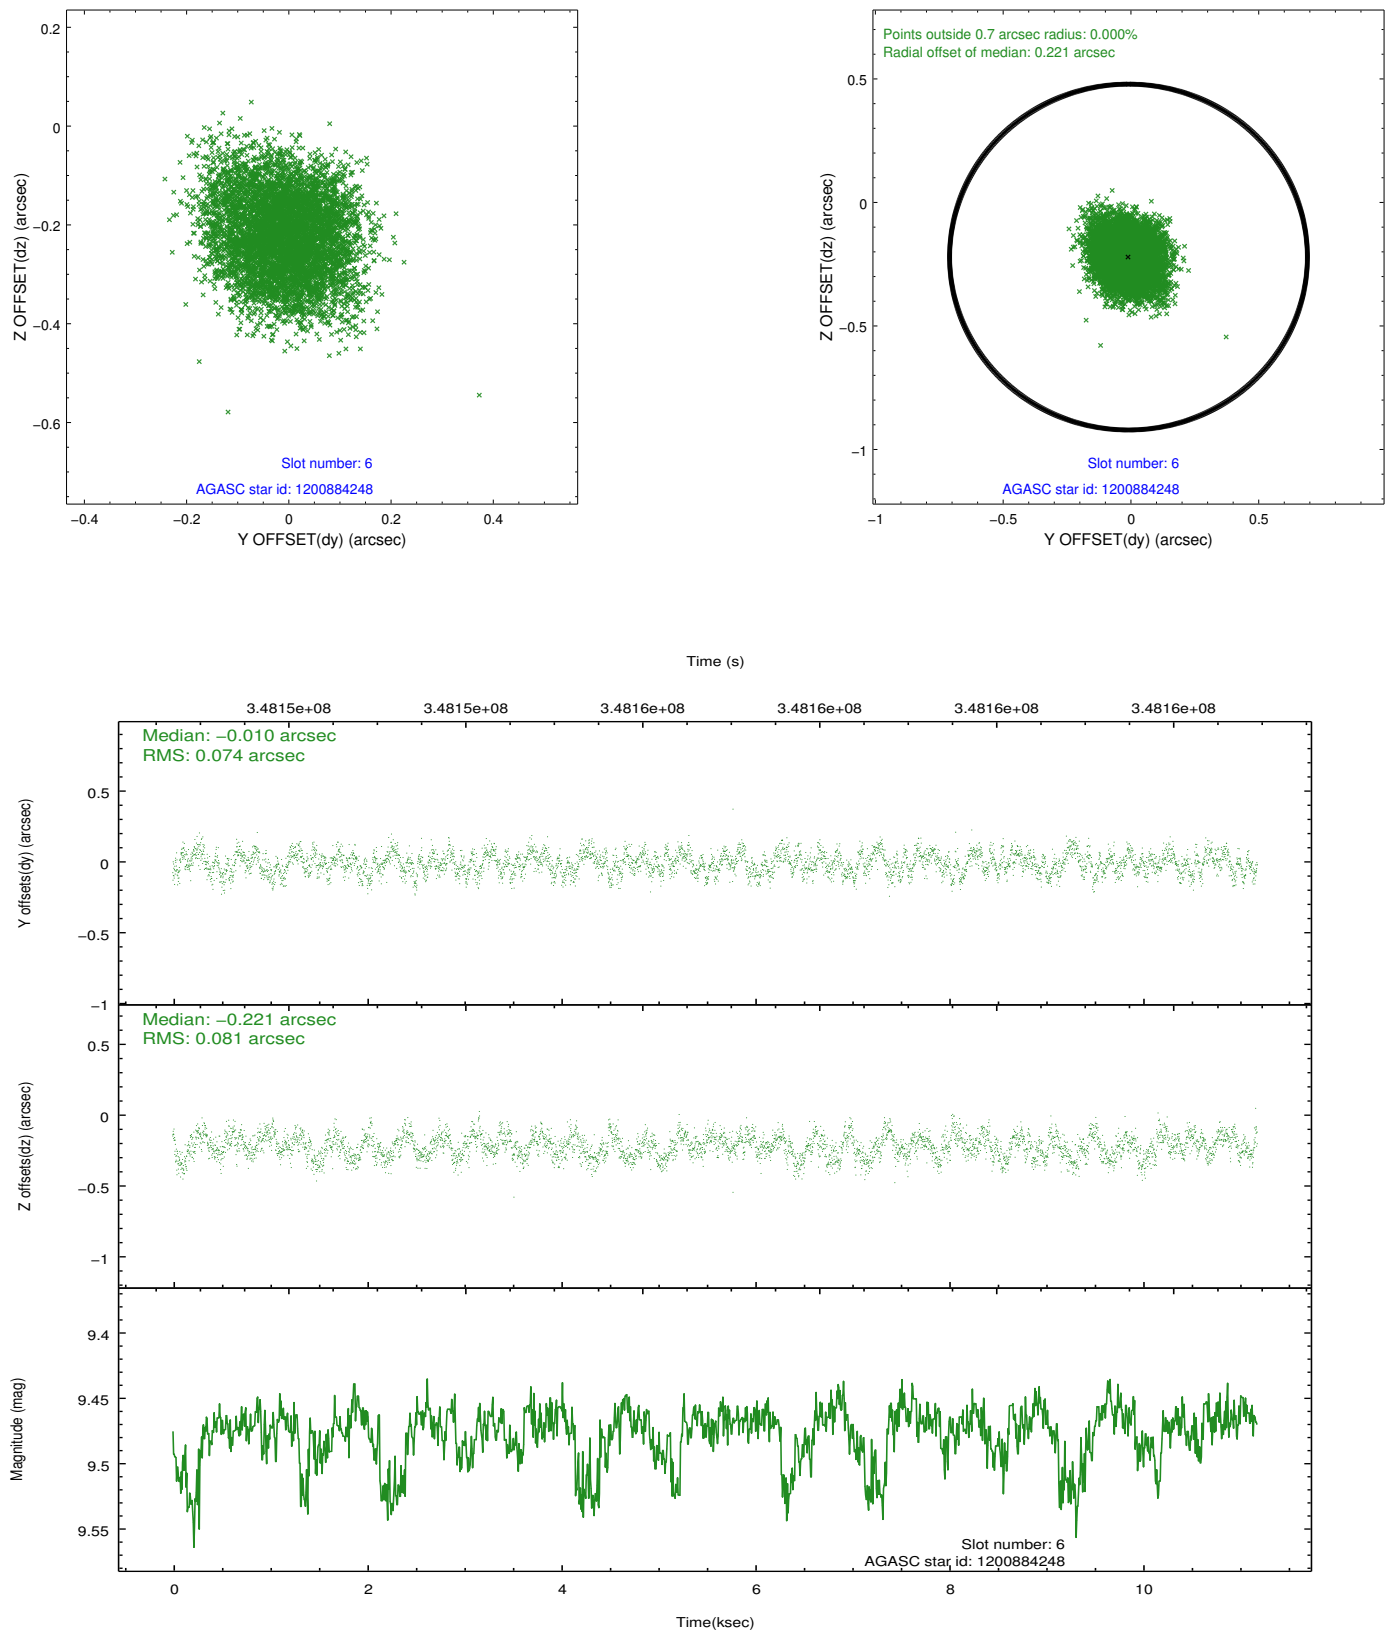 0.2
0
−0.2
−0.4
−0.6
Z OFFSET(dz) (arcsec)
Slot number: 6
AGASC star id: 1200884248
−0.4
−0.2
0
0.2
0.4
Y OFFSET(dy) (arcsec)
Points outside 0.7 arcsec radius: 0.000%
Radial offset of median: 0.221 arcsec
0.5
0
−0.5
−1
Z OFFSET(dz) (arcsec)
Slot number: 6
AGASC star id: 1200884248
−1
−0.5
0
0.5
Y OFFSET(dy) (arcsec)
Time (s)
3.4815e+08
3.4815e+08
3.4816e+08
3.4816e+08
3.4816e+08
3.4816e+08
Median: −0.010 arcsec
RMS: 0.074 arcsec
0.5
0
−0.5
−1
Y offsets(dy) (arcsec)
Median: −0.221 arcsec
RMS: 0.081 arcsec
0.5
0
−0.5
−1
Z offsets(dz) (arcsec)
9.4
9.45
9.5
9.55
Magnitude (mag)
Slot number: 6
AGASC star id: 1200884248
0
2
4
6
8
10
Time(ksec)